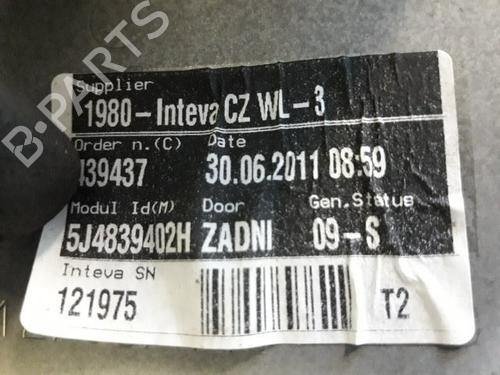 B-PARTS
Supplier
1980-Inteva CZ WL-3
Order n.(C) Date
439437 30.06.2011 08:59
Modul Id(M) Door Gen.Status
5J4839402H ZADNI 09-S
Inteva SN
121975 T2